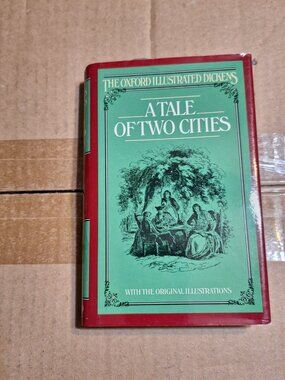 THE OXFORD ILLUSTRATED DICKENS
A TALE
OF TWO CITIES
WITH THE ORIGINAL ILLUSTRATIONS